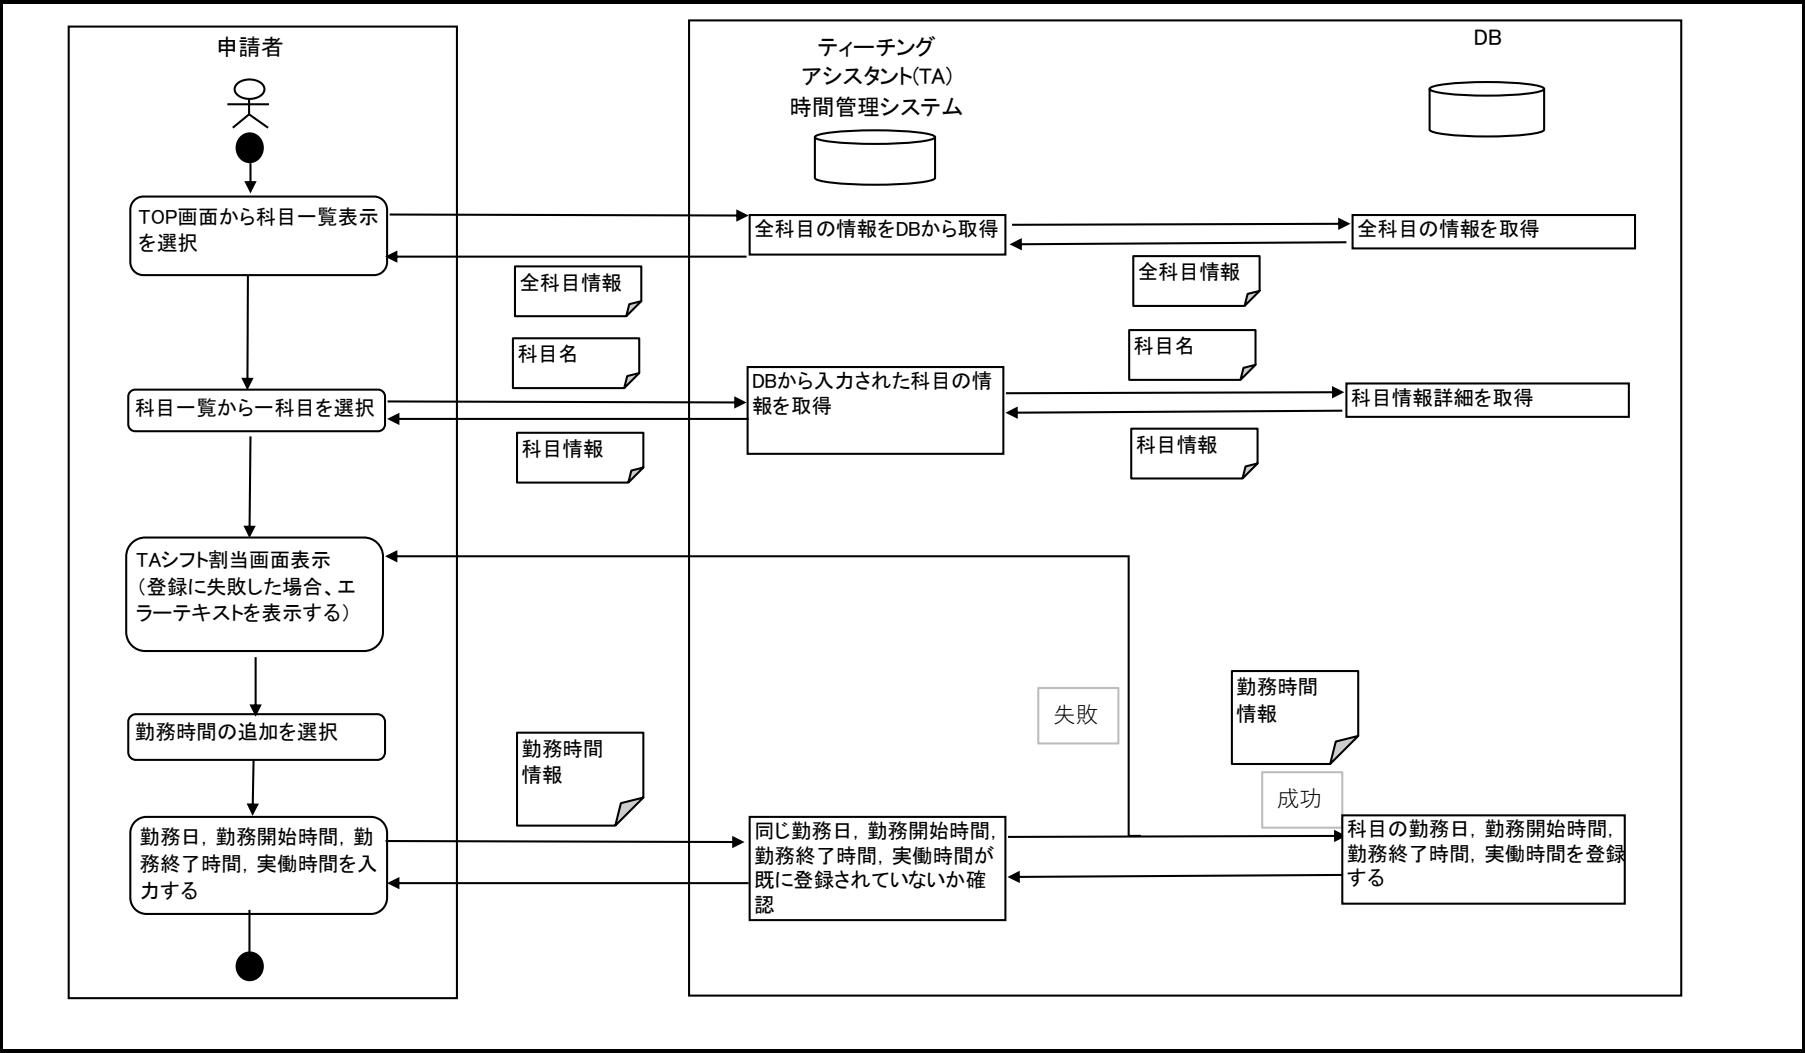 申請者
ティーチング
アシスタント(TA)
時間管理システム
DB
TOP画面から科目一覧表示
を選択
全科目の情報をDBから取得
全科目の情報を取得
全科目情報
全科目情報
科目名
科目名
科目一覧から一科目を選択
DBから入力された科目の情
報を取得
科目情報詳細を取得
科目情報
科目情報
TAシフト割当画面表示
（登録に失敗した場合、エ
ラーテキストを表示する）
失敗
勤務時間
情報
勤務時間の追加を選択
勤務時間
情報
成功
勤務日，勤務開始時間，勤
務終了時間，実働時間を入
力する
同じ勤務日，勤務開始時間，
勤務終了時間，実働時間が
既に登録されていないか確
認
科目の勤務日，勤務開始時間，
勤務終了時間，実働時間を登録
する